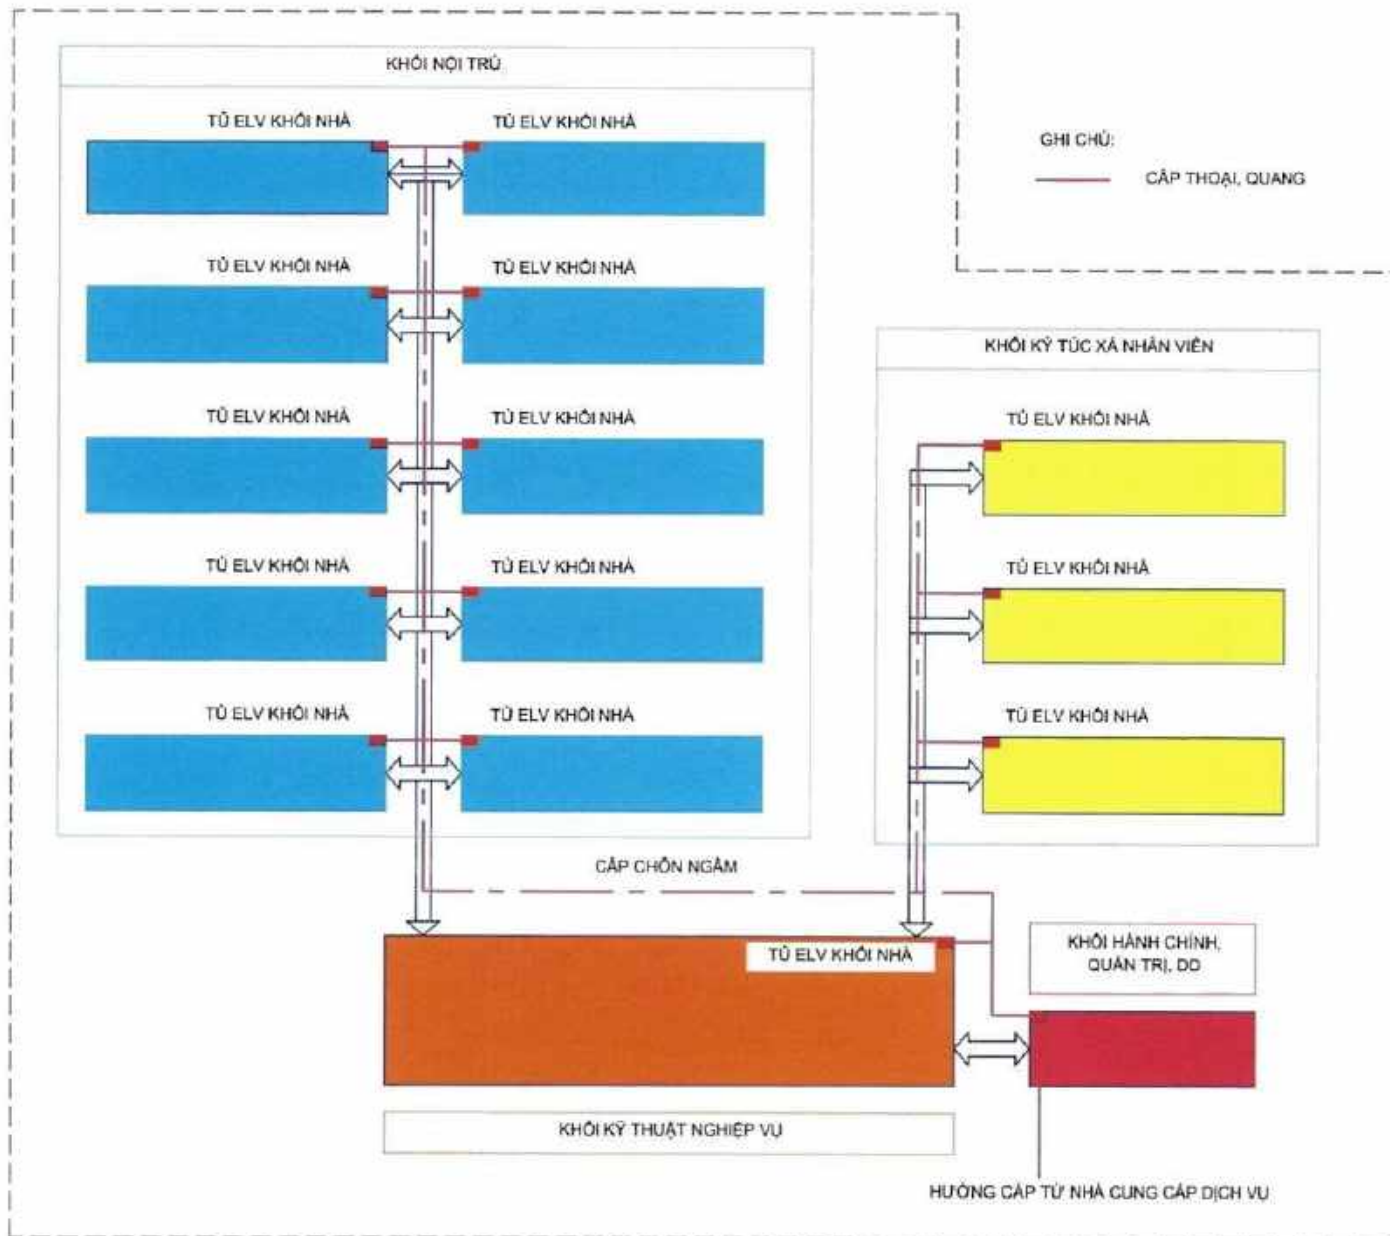 KHỐI NỘI TRÚ
TỦ ELV KHỐI NHÀ
TỦ ELV KHỐI NHÀ
GHI CHÚ:
CÁP THOẠI, QUANG
TỦ ELV KHỐI NHÀ
TỦ ELV KHỐI NHÀ
KHỐI KÝ TÚC XÁ NHÂN VIÊN
TỦ ELV KHỐI NHÀ
TỦ ELV KHỐI NHÀ
TỦ ELV KHỐI NHÀ
TỦ ELV KHỐI NHÀ
TỦ ELV KHỐI NHÀ
TỦ ELV KHỐI NHÀ
TỦ ELV KHỐI NHÀ
TỦ ELV KHỐI NHÀ
TỦ ELV KHỐI NHÀ
CÁP CHÔN NGẦM
TỦ ELV KHỐI NHÀ
KHỐI HÀNH CHÍNH,
QUẢN TRỊ, DD
KHỐI KỸ THUẬT NGHIỆP VỤ
HƯỚNG CÁP TỪ NHÀ CUNG CẤP DỊCH VỤ